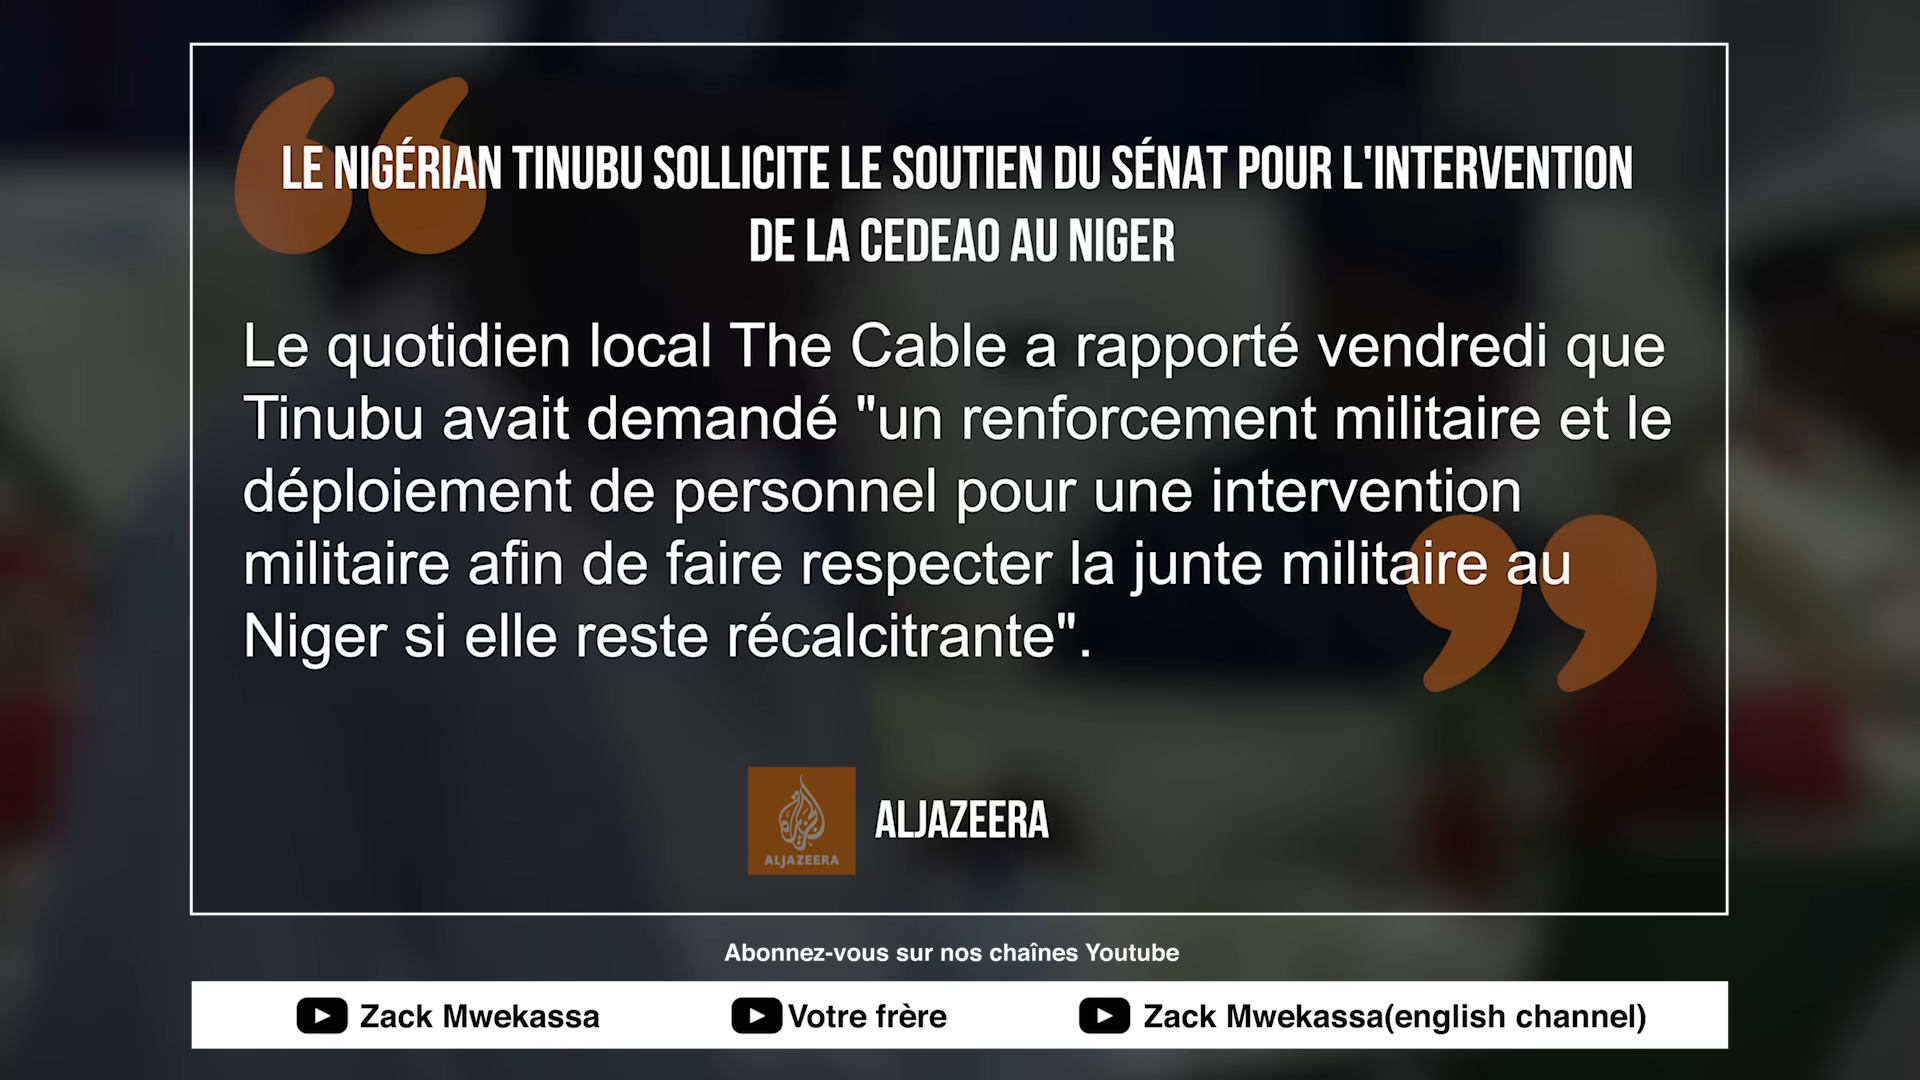 LE NIGÉRIAN TINUBU SOLLICITE LE SOUTIEN DU SÉNAT POUR L'INTERVENTION
DE LA CEDEAO AU NIGER
Le quotidien local The Cable a rapporté vendredi que
Tinubu avait demandé "un renforcement militaire et le
déploiement de personnel pour une intervention
militaire afin de faire respecter la junte militaire au
Niger si elle reste récalcitrante".
ALJAZEERA
ALJAZEERA
Abonnez-vous sur nos chaînes Youtube
Zack Mwekassa
Votre frère
Zack Mwekassa(english channel)